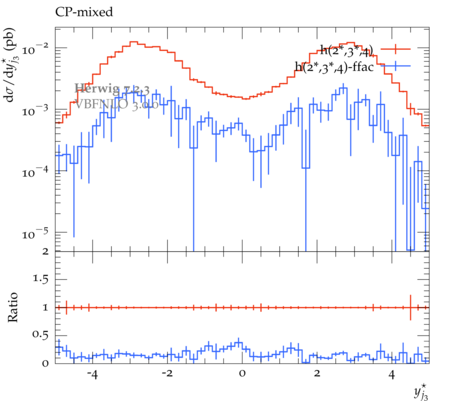 CP-mixed
dσ/dy*j3 (pb)
10−2
h(2*,3*,4)
h(2*,3*,4)-ffac
Herwig 7.2.3
VBFNLO 3.0.0
10−3
10−4
10−5
2
1.5
Ratio
1
0.5
0
-4 -2 0 2 4
y*j3